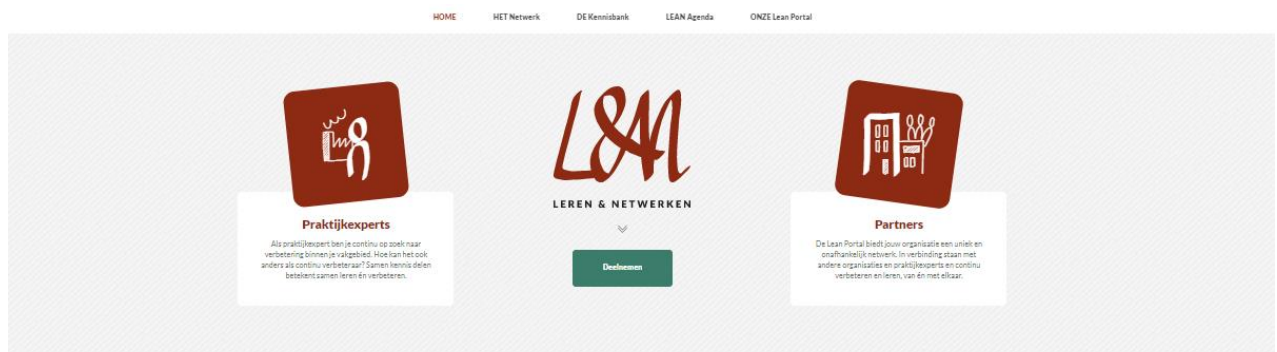 HOME HET Netwerk DE Kennisbank LEAN Agenda ONZE Lean Portal
L&N
LEREN & NETWERKEN
Deelnemen
Praktijkexperts
Als praktijkexpert ben je continu op zoek naar
verbetering binnen je vakgebied. Hoe kan het ook
anders als continu verbeteraar? Samen kennis delen
betekent samen leren én verbeteren.
Partners
De Lean Portal biedt jouw organisatie een uniek en
onafhankelijk netwerk. In verbinding staan met
andere organisaties en praktijkexperts en continu
verbeteren en leren, van én met elkaar.